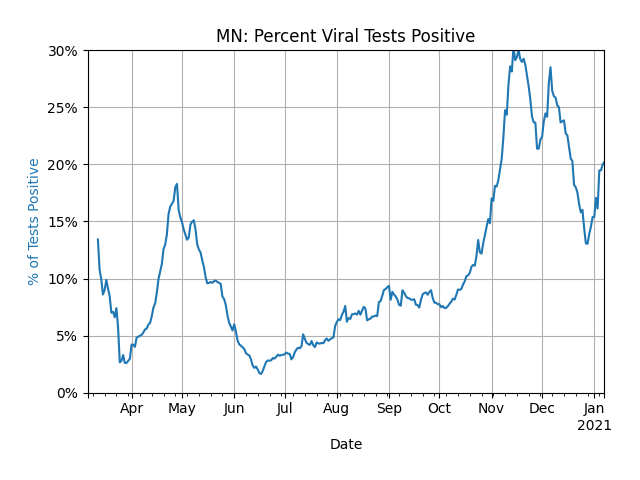 MN: Percent Viral Tests Positive
30%
25%
20%
15%
10%
5%
0%
% of Tests Positive
Apr May Jun Jul Aug Sep Oct Nov Dec Jan
2021
Date